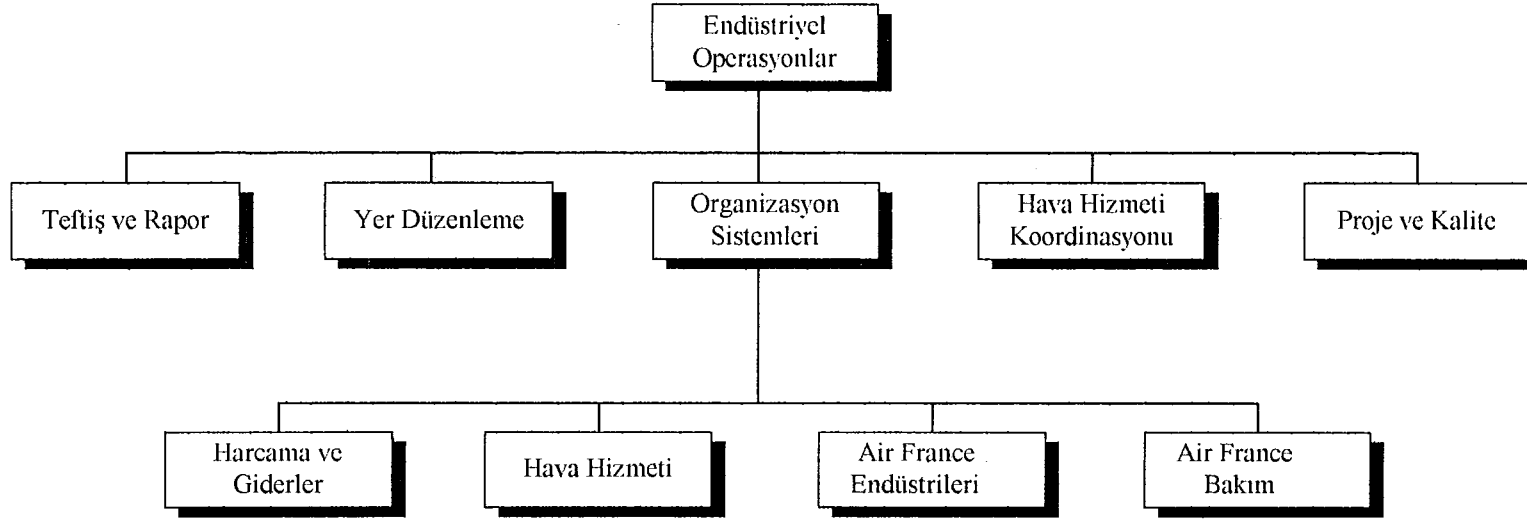 Endüstriyel
Operasyonlar
Teftiş ve Rapor
Yer Düzenleme
Organizasyon
Sistemleri
Hava Hizmeti
Koordinasyonu
Proje ve Kalite
Harcama ve
Giderler
Hava Hizmeti
Air France
Endüstrileri
Air France
Bakım